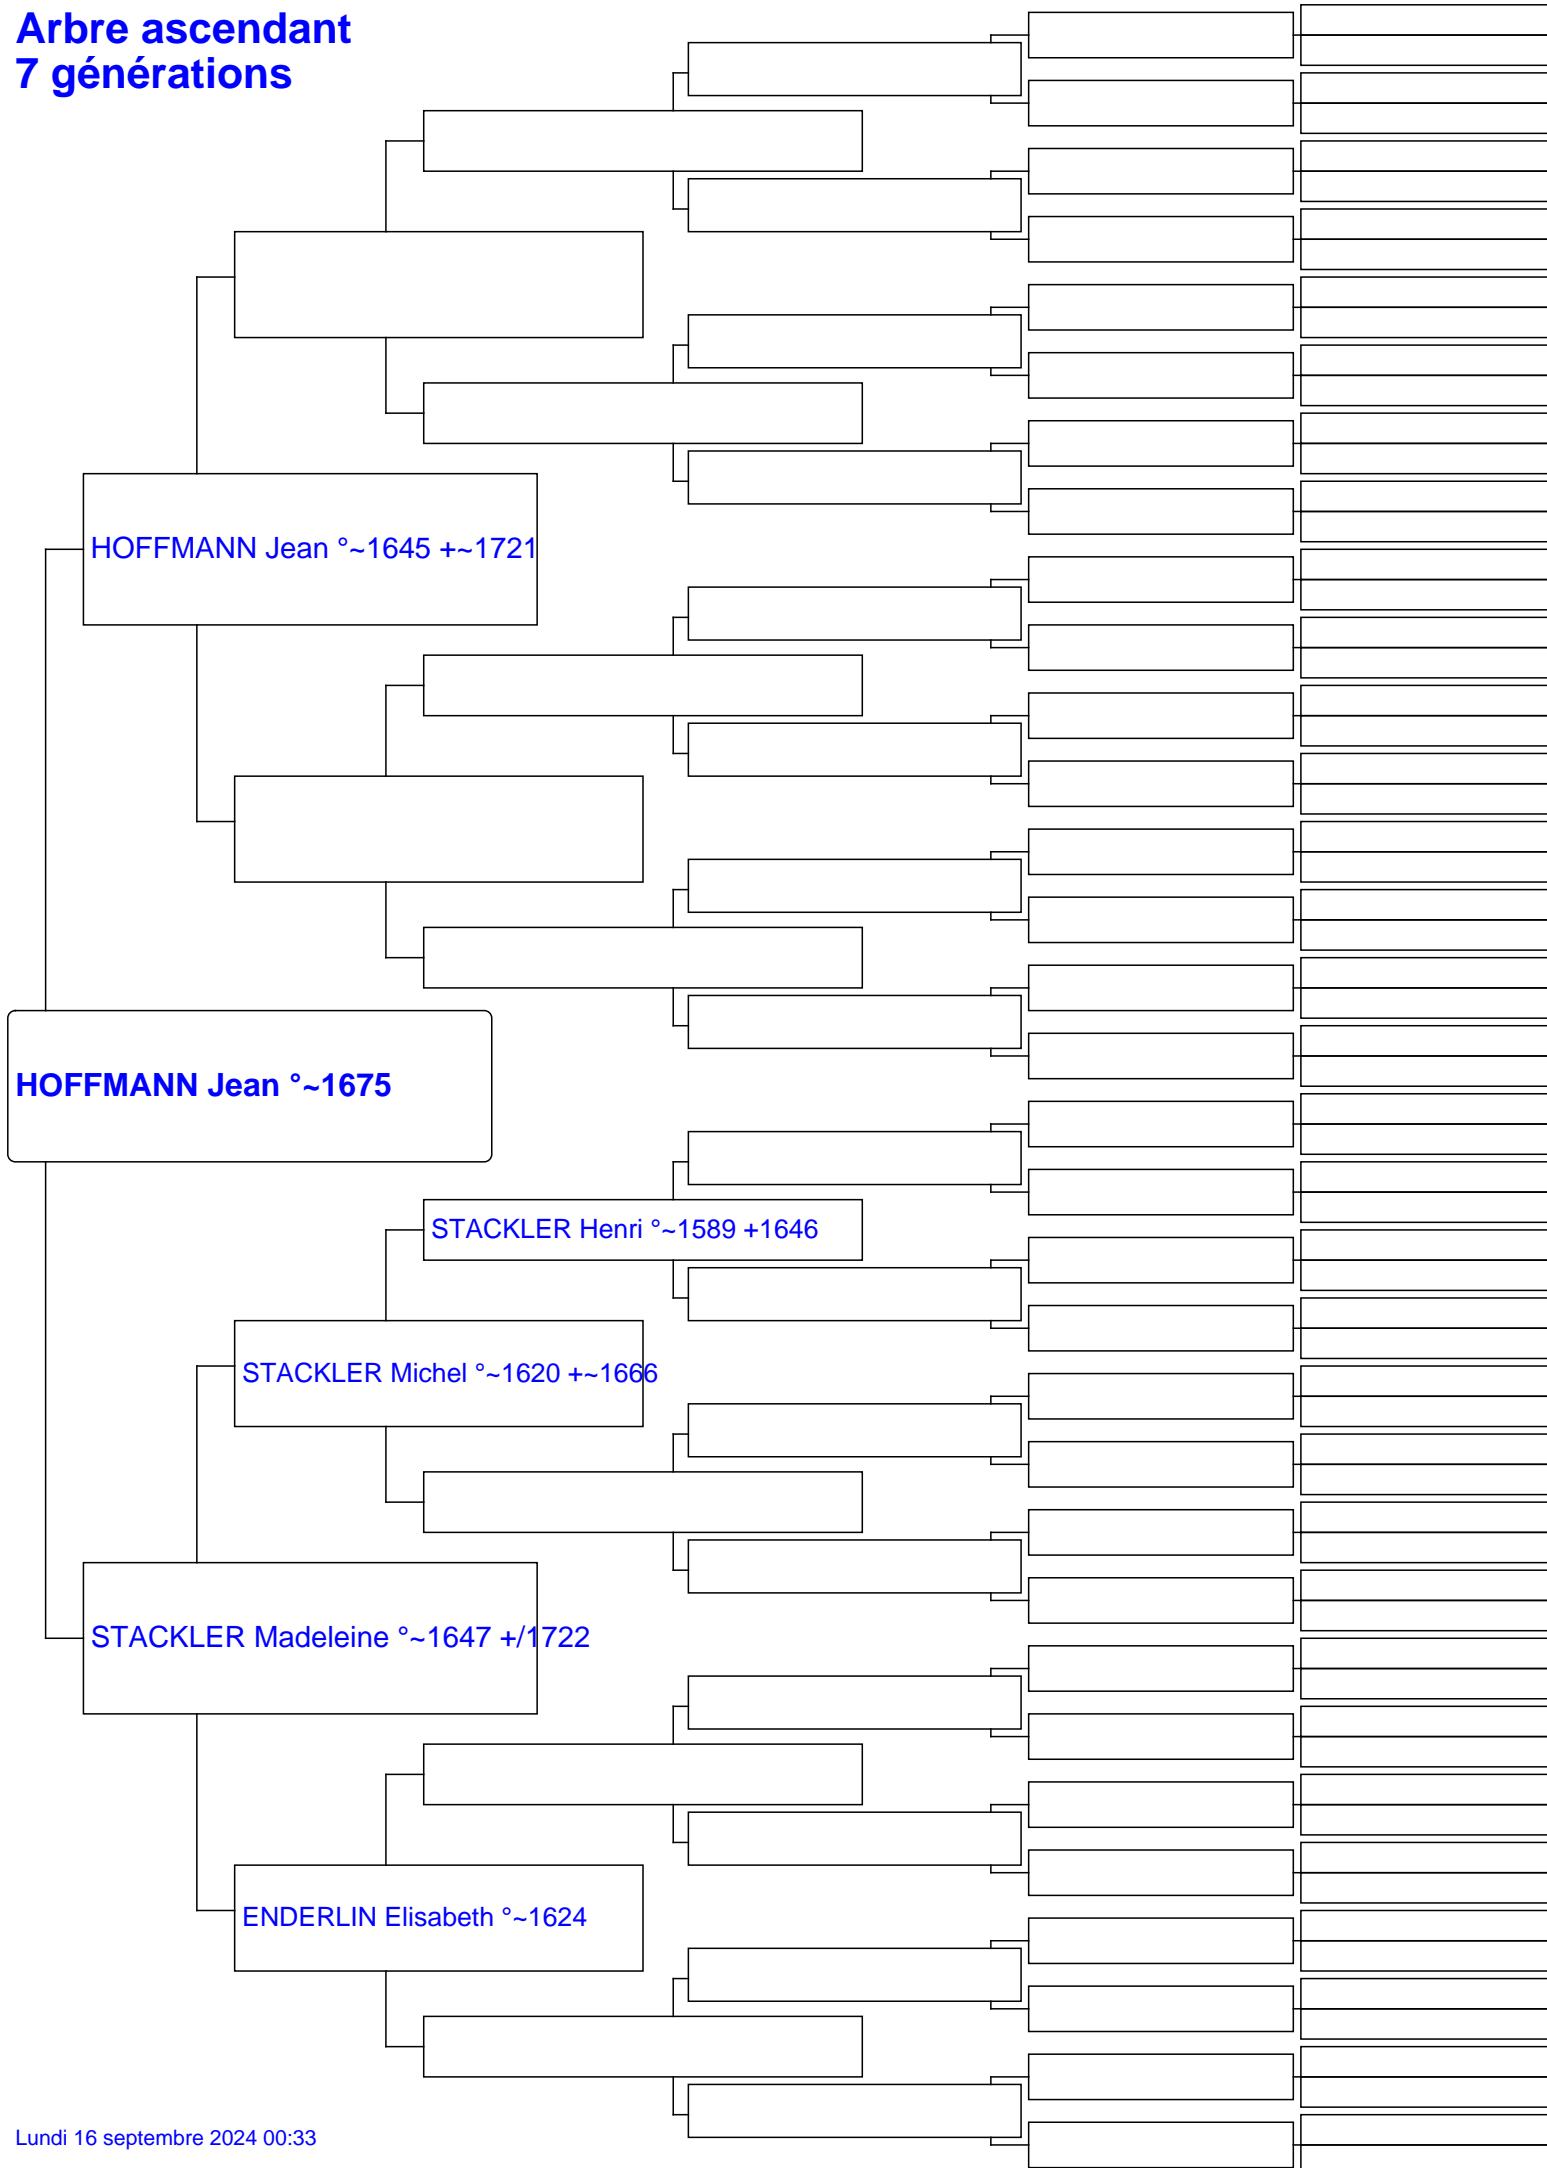 Arbre ascendant
7 générations
HOFFMANN Jean °~1645 +~1721
HOFFMANN Jean °~1675
STACKLER Henri °~1589 +1646
STACKLER Michel °~1620 +~1666
STACKLER Madeleine °~1647 +/1722
ENDERLIN Elisabeth °~1624
Lundi 16 septembre 2024 00:33